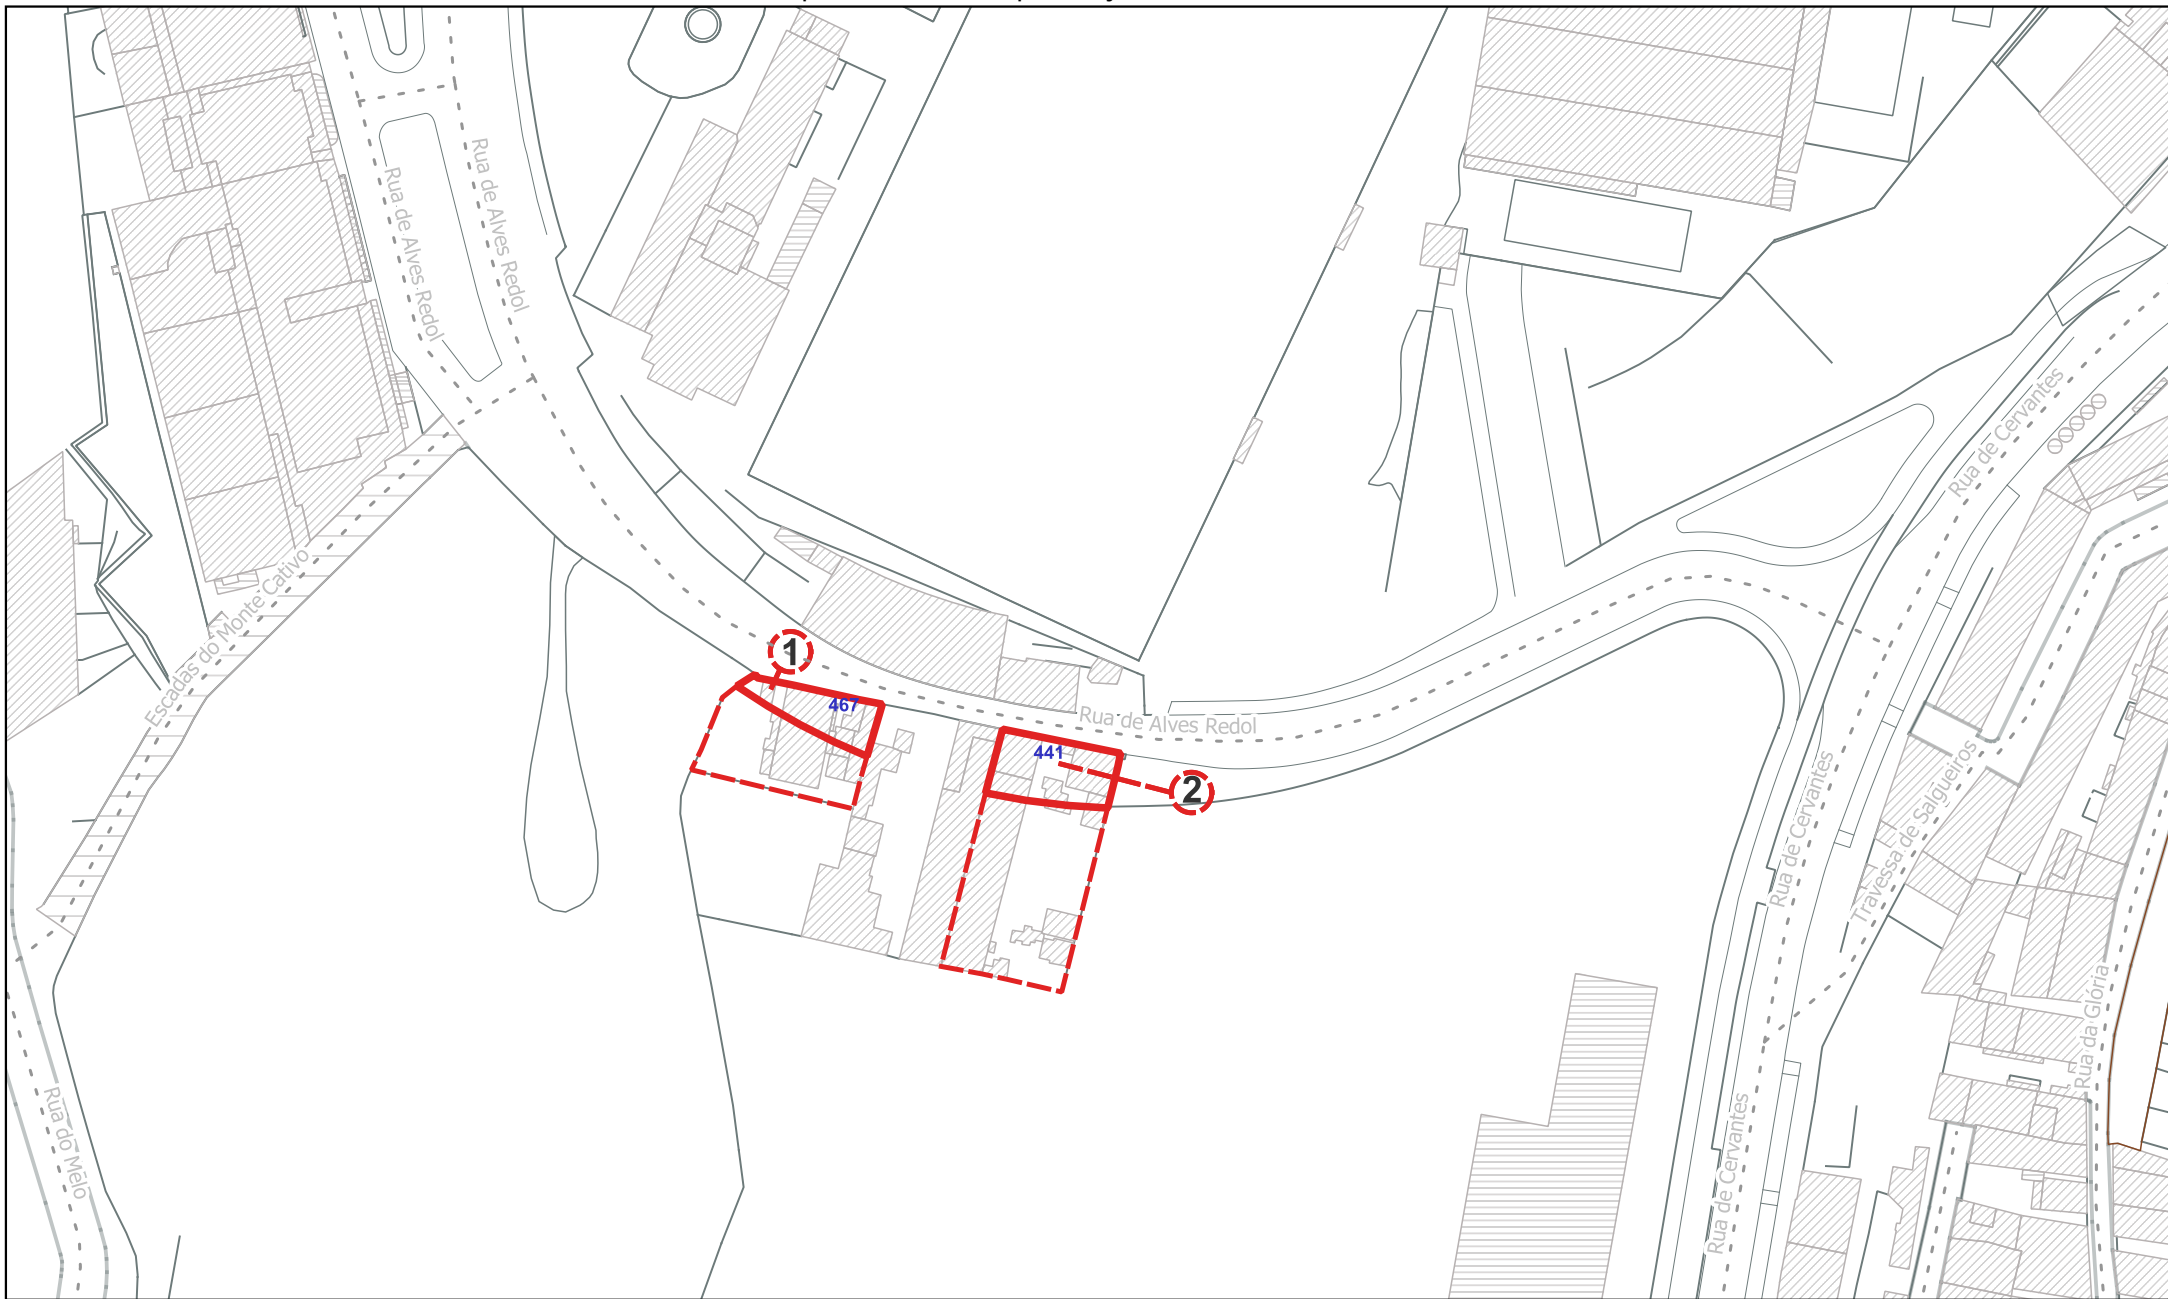 Rua de Alves Redol
Rua de Alves Redol
Rua de Cervantes
Escadas do Monte Cativo
1
467
Rua de Alves Redol
441
2
Rua de Cervantes
Travessa de Salgueiros
Rua da Glória
Rua do Melo
Rua de Cervantes